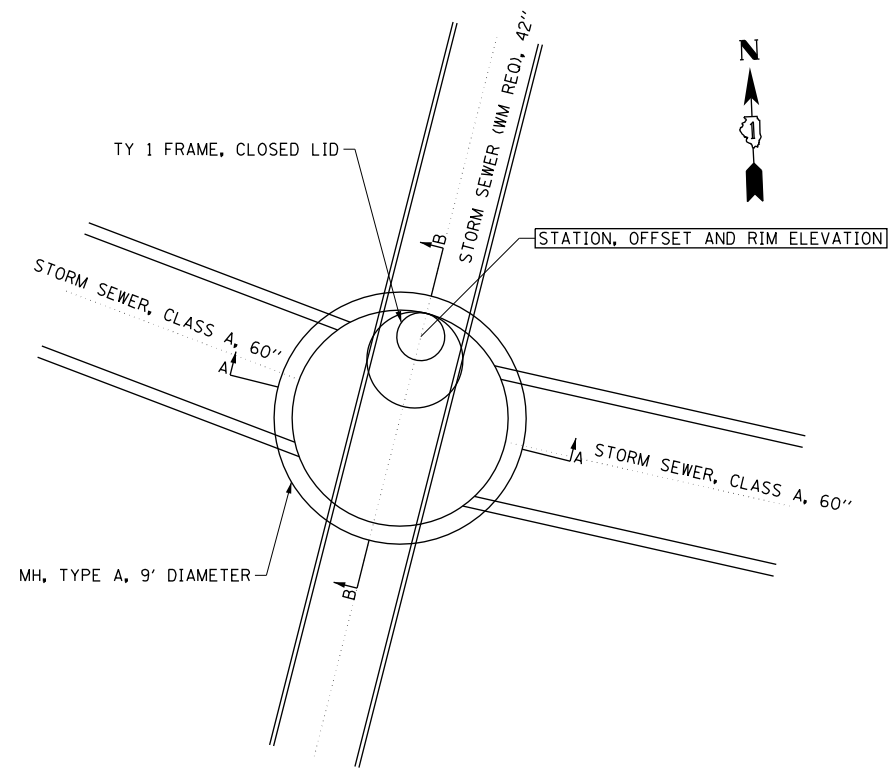 STORM SEWER (WM REQ), 42"
N
1
TY 1 FRAME, CLOSED LID
STATION, OFFSET AND RIM ELEVATION
B
STORM SEWER, CLASS A, 60"
A
A
STORM SEWER, CLASS A, 60"
MH, TYPE A, 9' DIAMETER
B